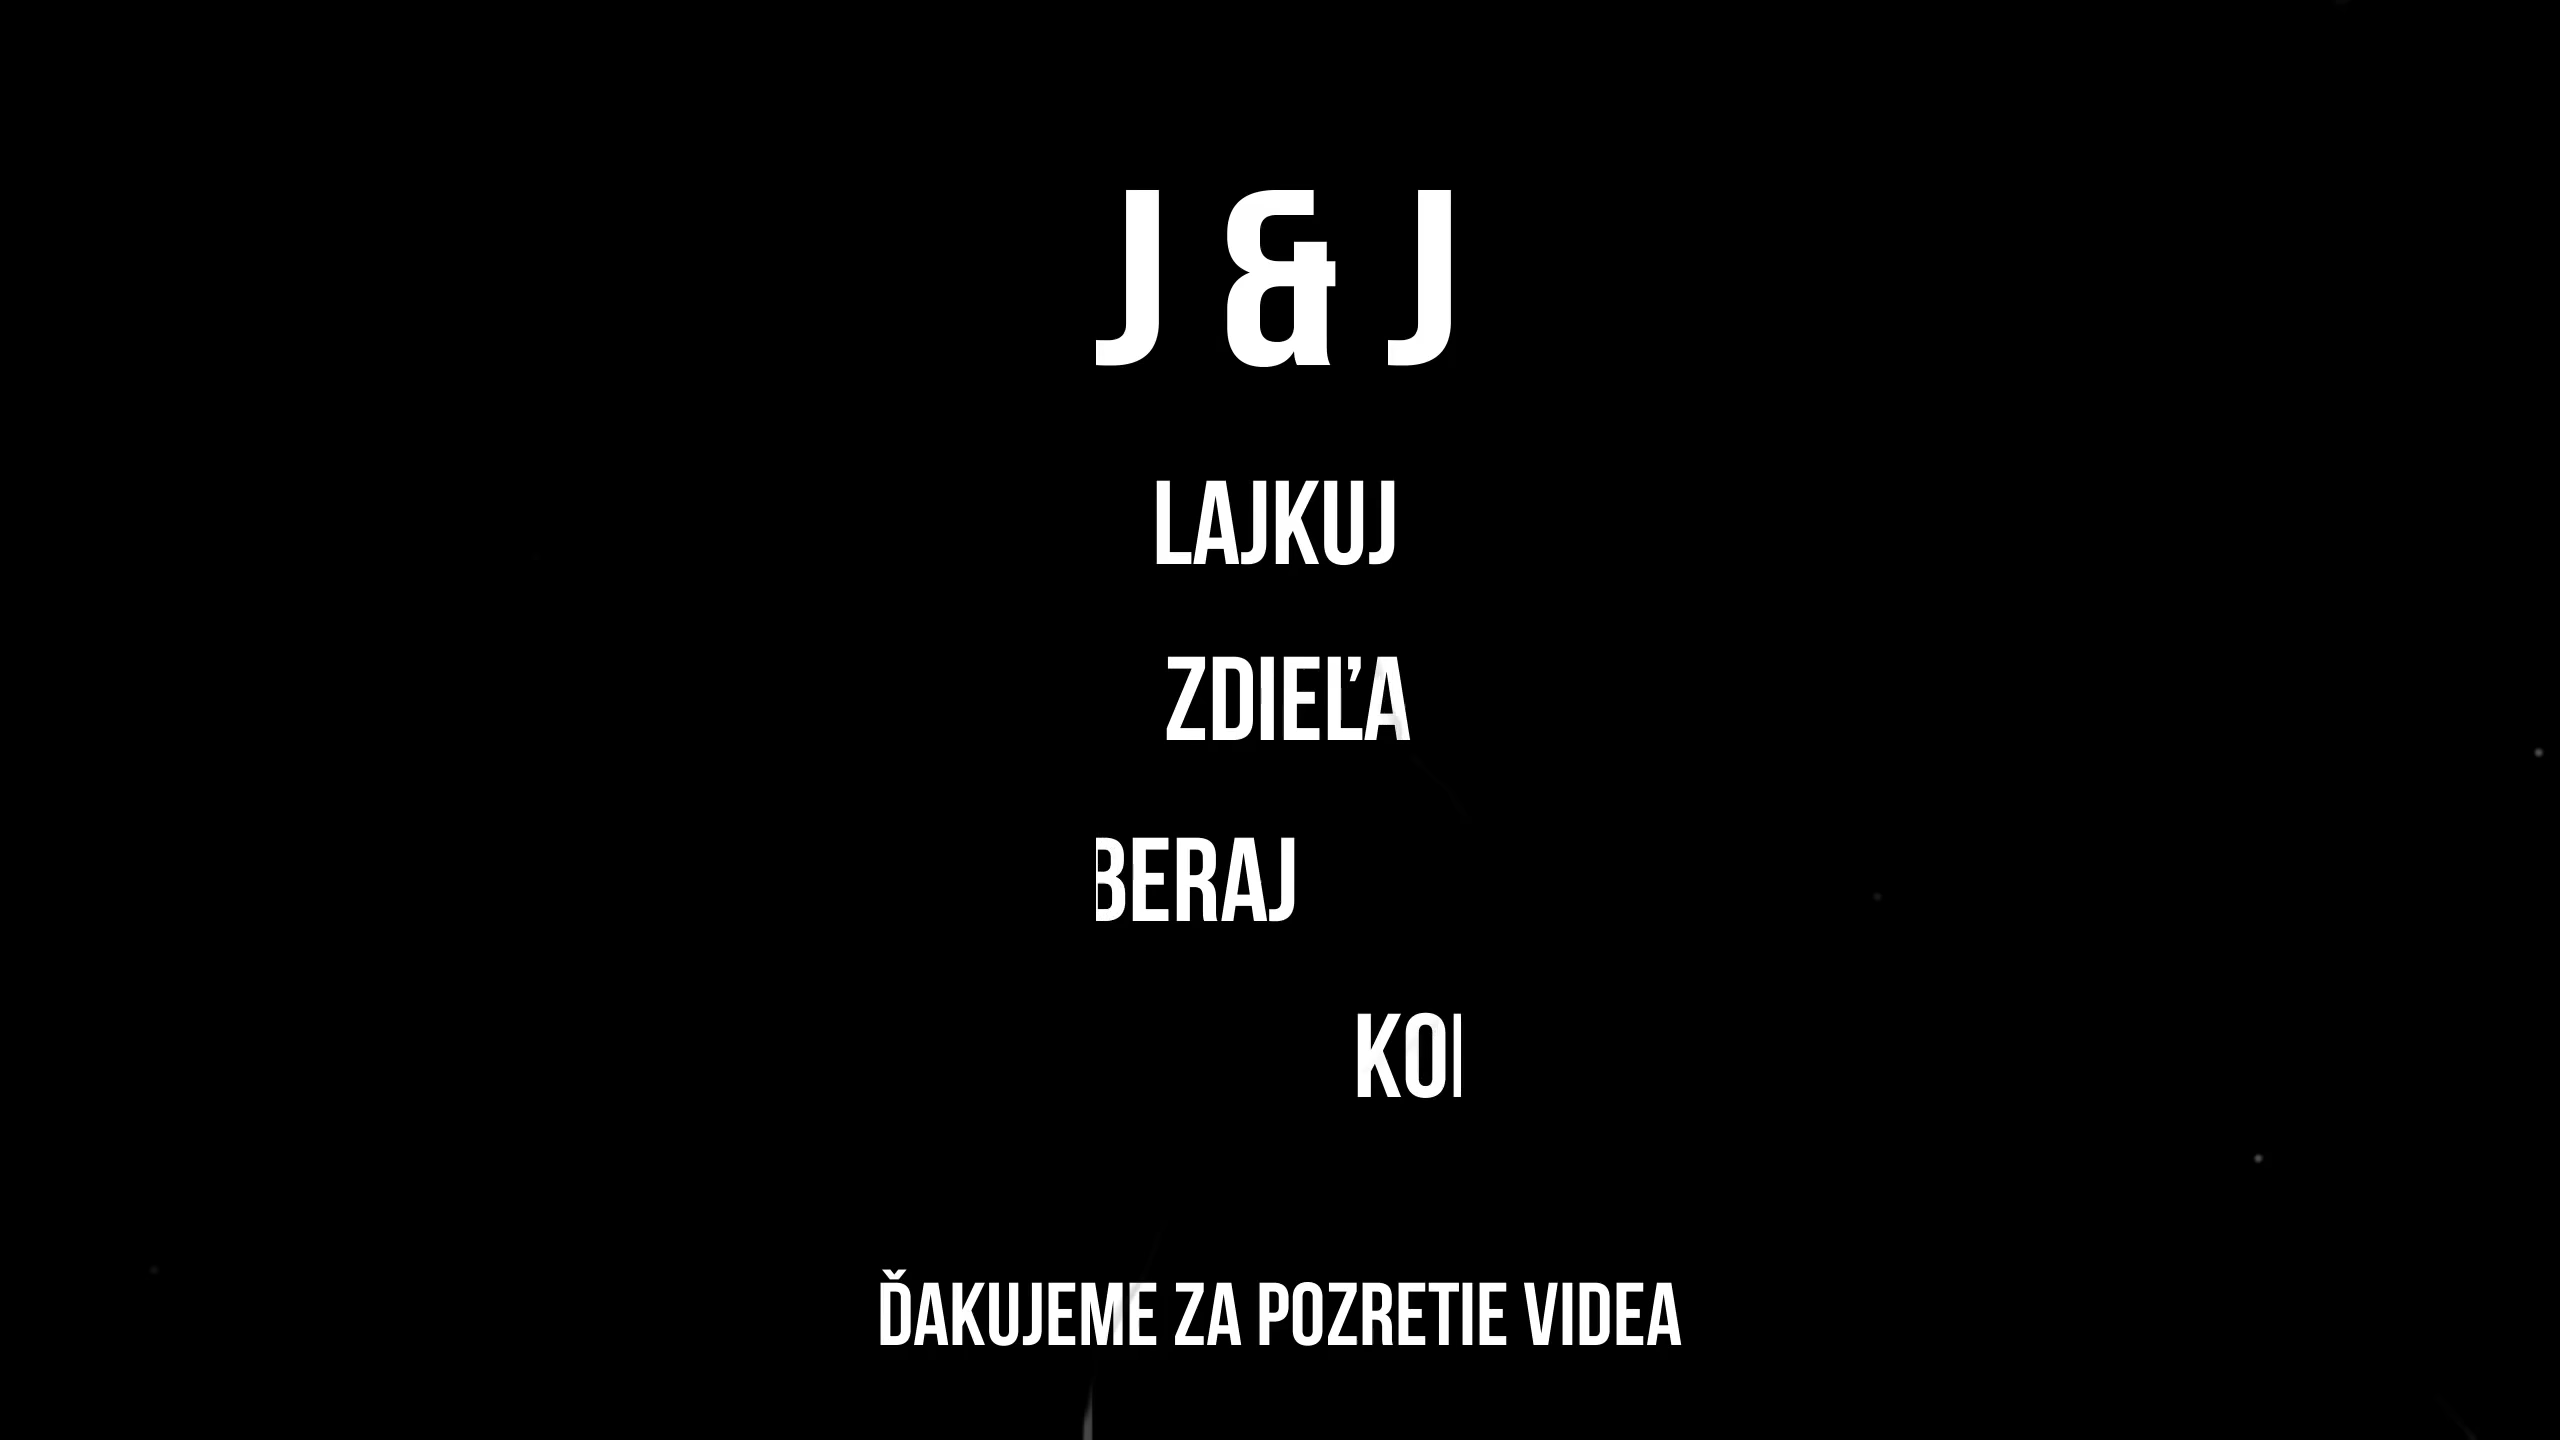 J & J
LAJKUJ
ZDIEĽA
BERAJ
KO
ĎAKUJEME ZA POZRETIE VIDEA